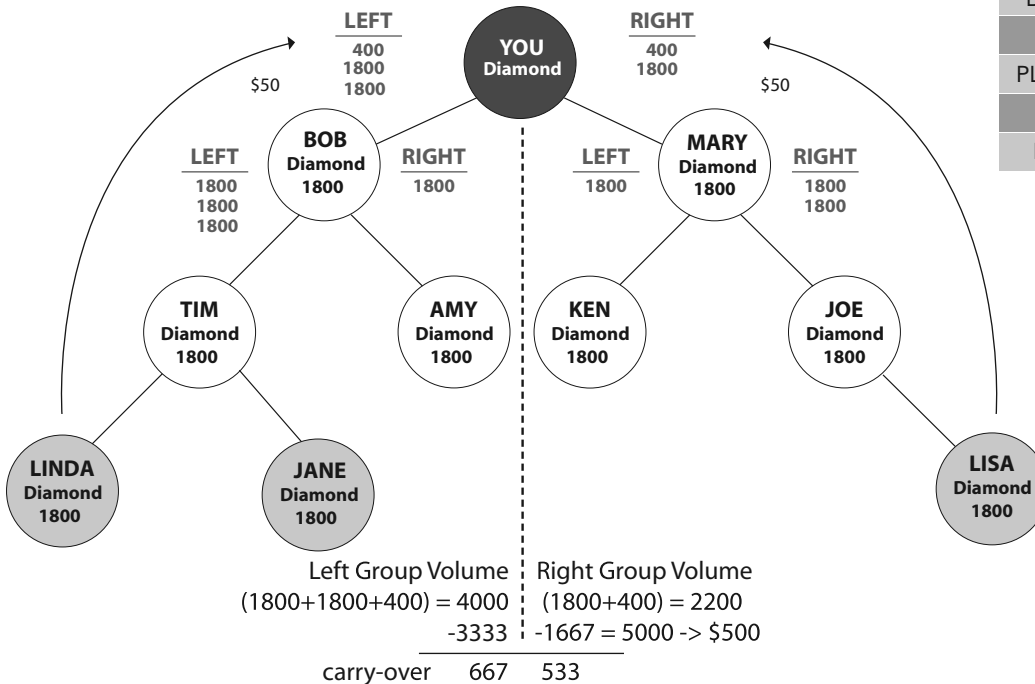 LEFT
400
1800
1800
$50
YOU
Diamond
RIGHT
400
1800
$50
BOB
Diamond
1800
LEFT
1800
1800
1800
RIGHT
1800
MARY
Diamond
1800
LEFT
1800
RIGHT
1800
1800
TIM
Diamond
1800
AMY
Diamond
1800
KEN
Diamond
1800
JOE
Diamond
1800
LINDA
Diamond
1800
JANE
Diamond
1800
LISA
Diamond
1800
Left Group Volume Right Group Volume
(1800+1800+400) = 4000 (1800+400) = 2200
-3333 -1667 = 5000 -> $500
carry-over 667 533
PL